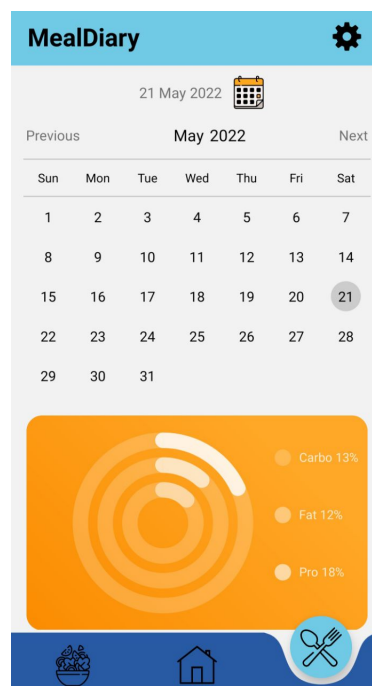 MealDiary
21 May 2022
Previous May 2022 Next
Sun Mon Tue Wed Thu Fri Sat
1 2 3 4 5 6 7
8 9 10 11 12 13 14
15 16 17 18 19 20 21
22 23 24 25 26 27 28
29 30 31
Carbo 13%
Fat 12%
Pro 18%